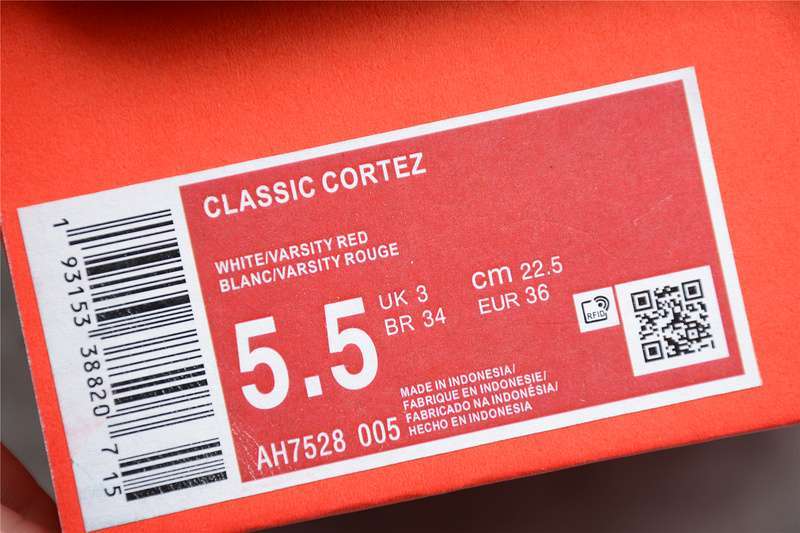 CLASSIC CORTEZ
WHITE/VARSITY RED
BLANC/VARSITY ROUGE
5.5
UK 3
BR 34
cm 22.5
EUR 36
RFID
MADE IN INDONESIA/
FABRIQUE EN INDONESIE/
FABRICADO NA INDONÉSIA/
HECHO EN INDONESIA
AH7528 005
1 93153 38820 7 15